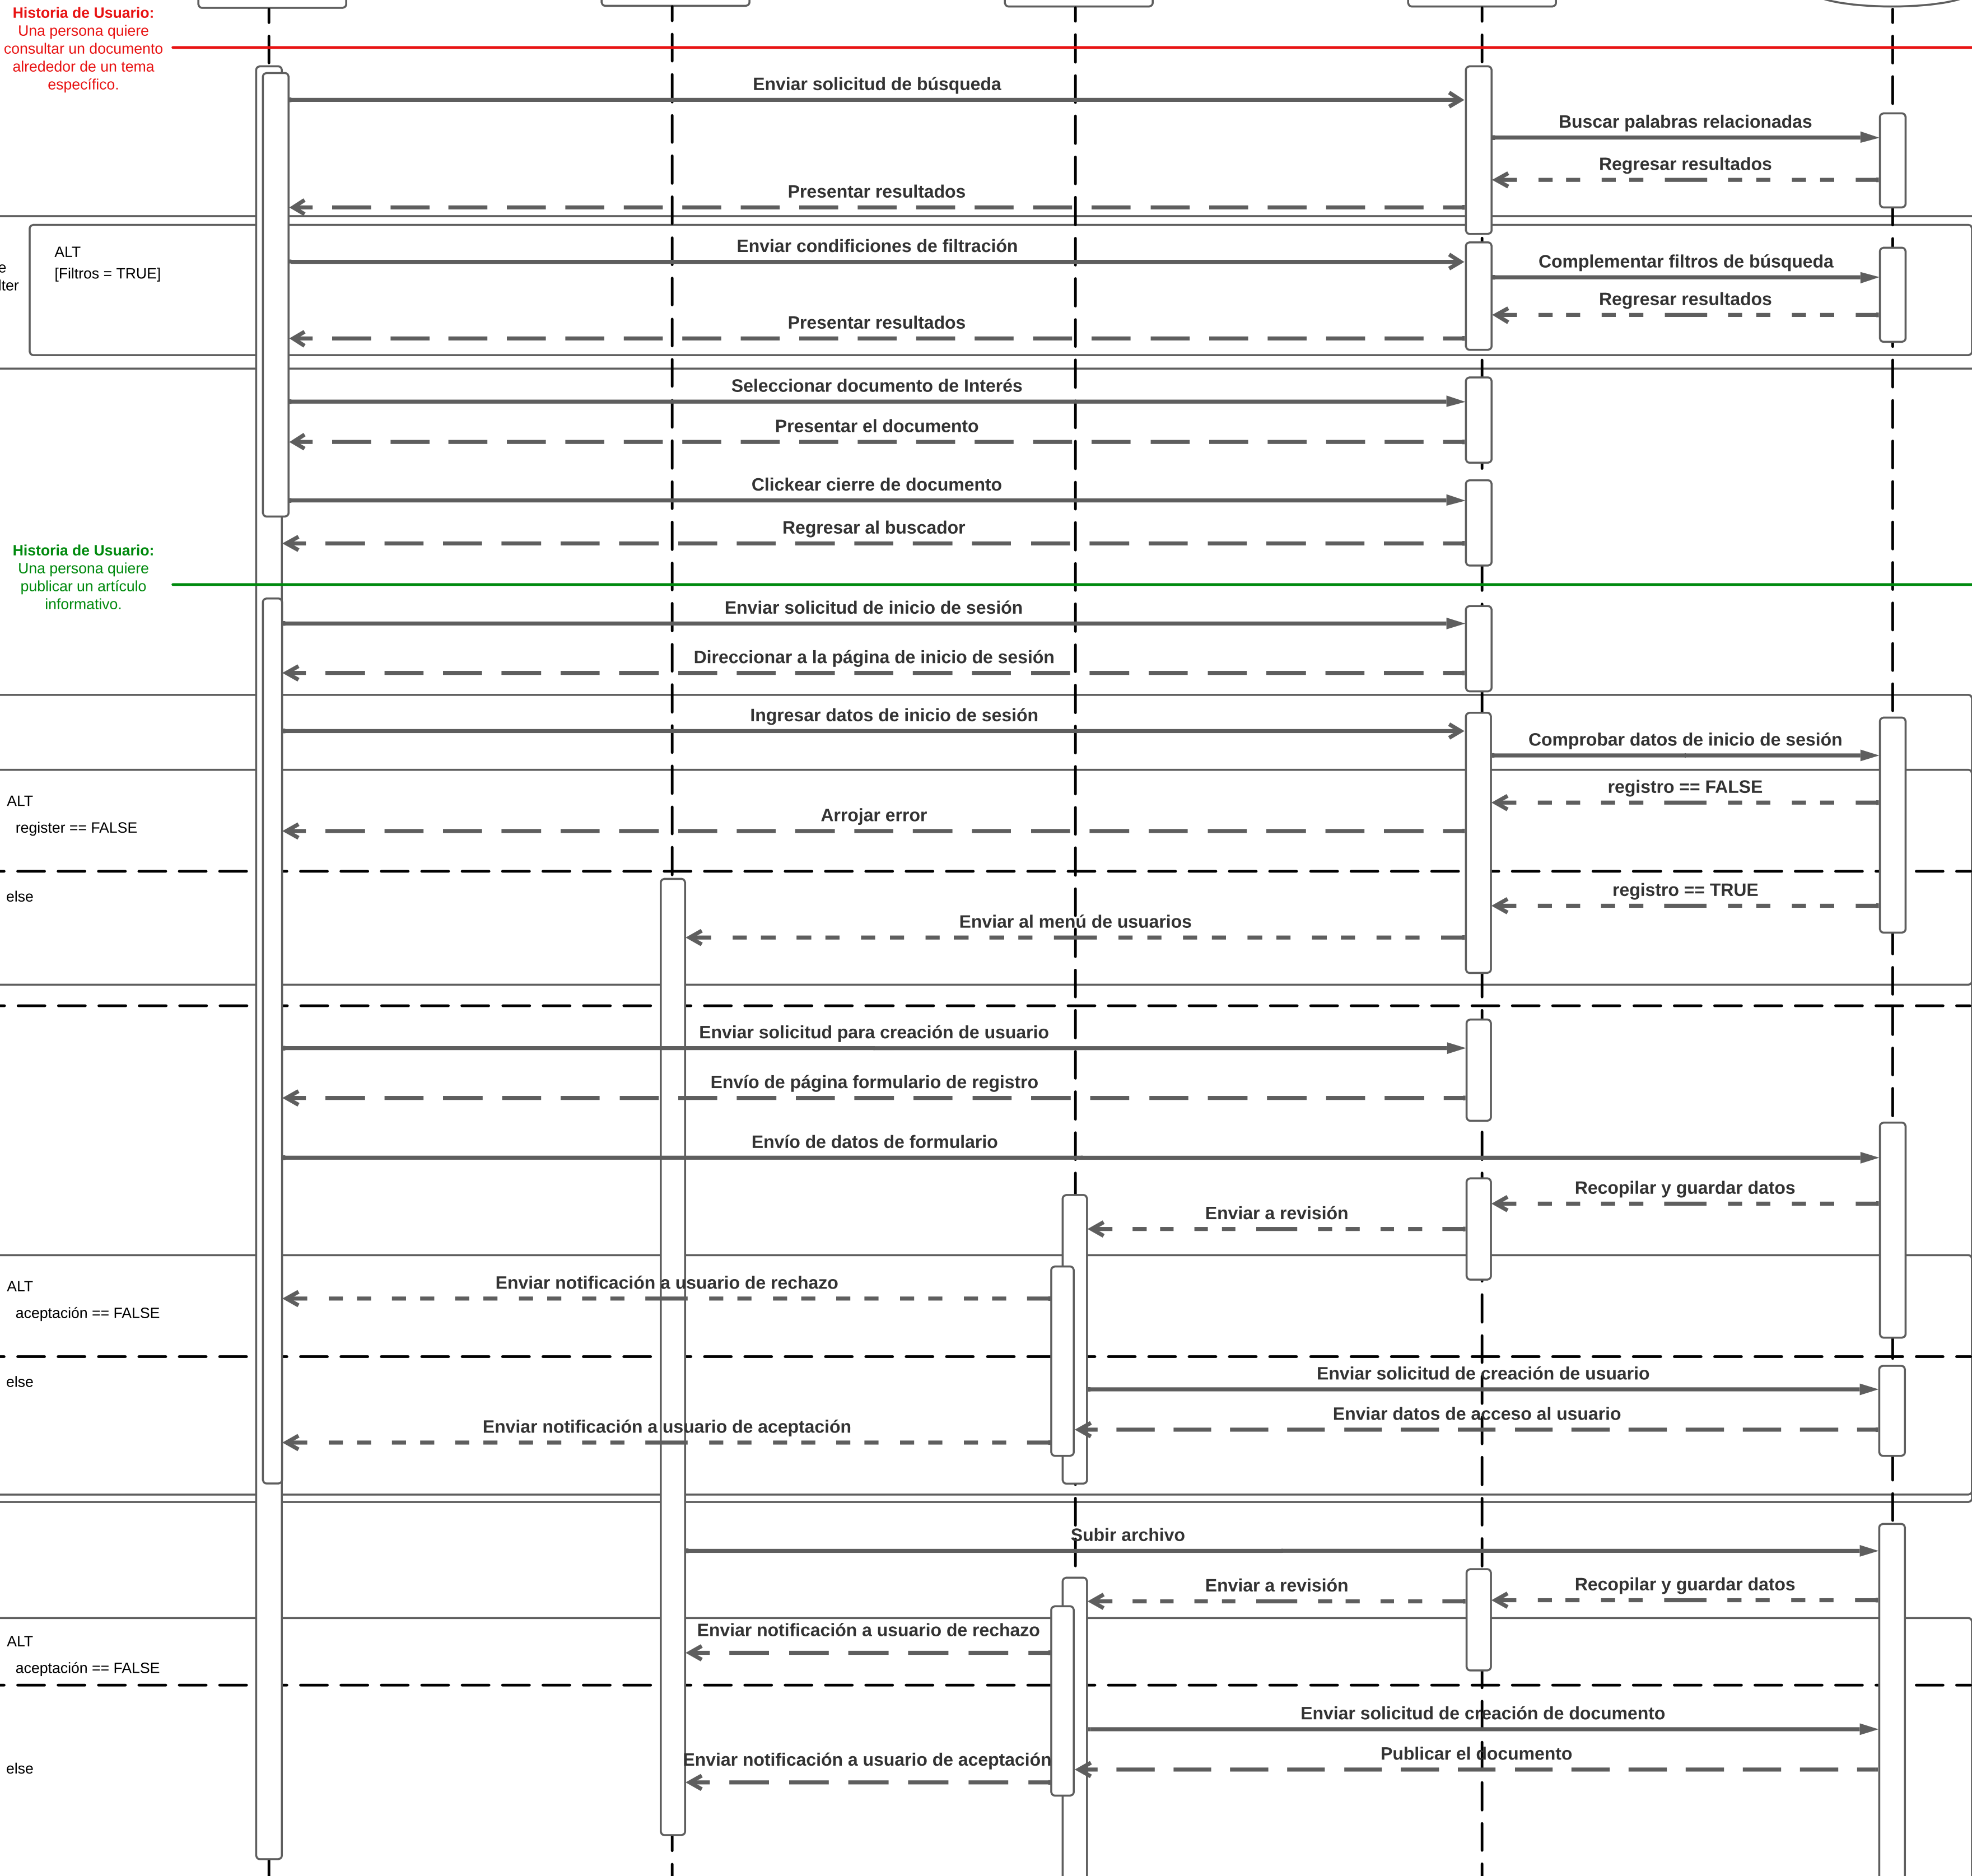 Historia de Usuario:
Una persona quiere
consultar un documento
alrededor de un tema
específico.
Enviar solicitud de búsqueda
Buscar palabras relacionadas
Regresar resultados
Presentar resultados
ALT
[Filtros = TRUE]
e
lter
Enviar condificiones de filtración
Complementar filtros de búsqueda
Regresar resultados
Presentar resultados
Seleccionar documento de Interés
Presentar el documento
Clickear cierre de documento
Regresar al buscador
Historia de Usuario:
Una persona quiere
publicar un artículo
informativo.
Enviar solicitud de inicio de sesión
Direccionar a la página de inicio de sesión
Ingresar datos de inicio de sesión
Comprobar datos de inicio de sesión
registro == FALSE
ALT
register == FALSE
Arrojar error
else
registro == TRUE
Enviar al menú de usuarios
Enviar solicitud para creación de usuario
Envío de página formulario de registro
Envío de datos de formulario
Recopilar y guardar datos
Enviar a revisión
ALT
aceptación == FALSE
Enviar notificación a usuario de rechazo
else
Enviar solicitud de creación de usuario
Enviar datos de acceso al usuario
Enviar notificación a usuario de aceptación
Subir archivo
Enviar a revisión
Recopilar y guardar datos
ALT
aceptación == FALSE
Enviar notificación a usuario de rechazo
Enviar solicitud de creación de documento
Publicar el documento
Enviar notificación a usuario de aceptación
else